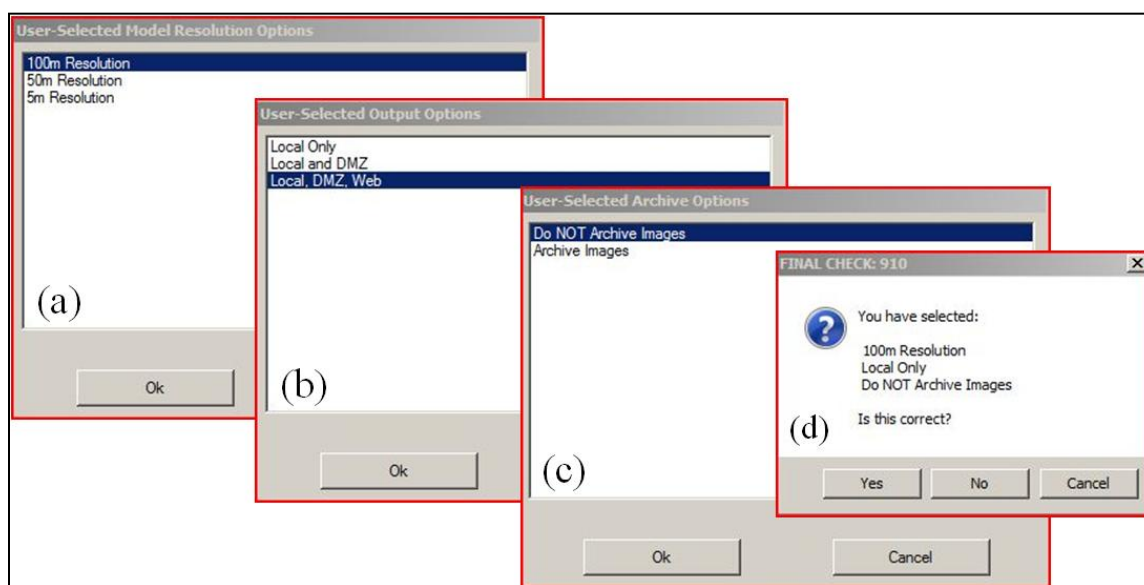 User-Selected Model Resolution Options
100m Resolution
50m Resolution
5m Resolution
(a)
Ok
User-Selected Output Options
Local Only
Local and DMZ
Local, DMZ, Web
(b)
Ok
User-Selected Archive Options
Do NOT Archive Images
Archive Images
(c)
Ok
Cancel
FINAL CHECK: 910
You have selected:
100m Resolution
Local Only
Do NOT Archive Images
Is this correct?
(d)
Yes
No
Cancel